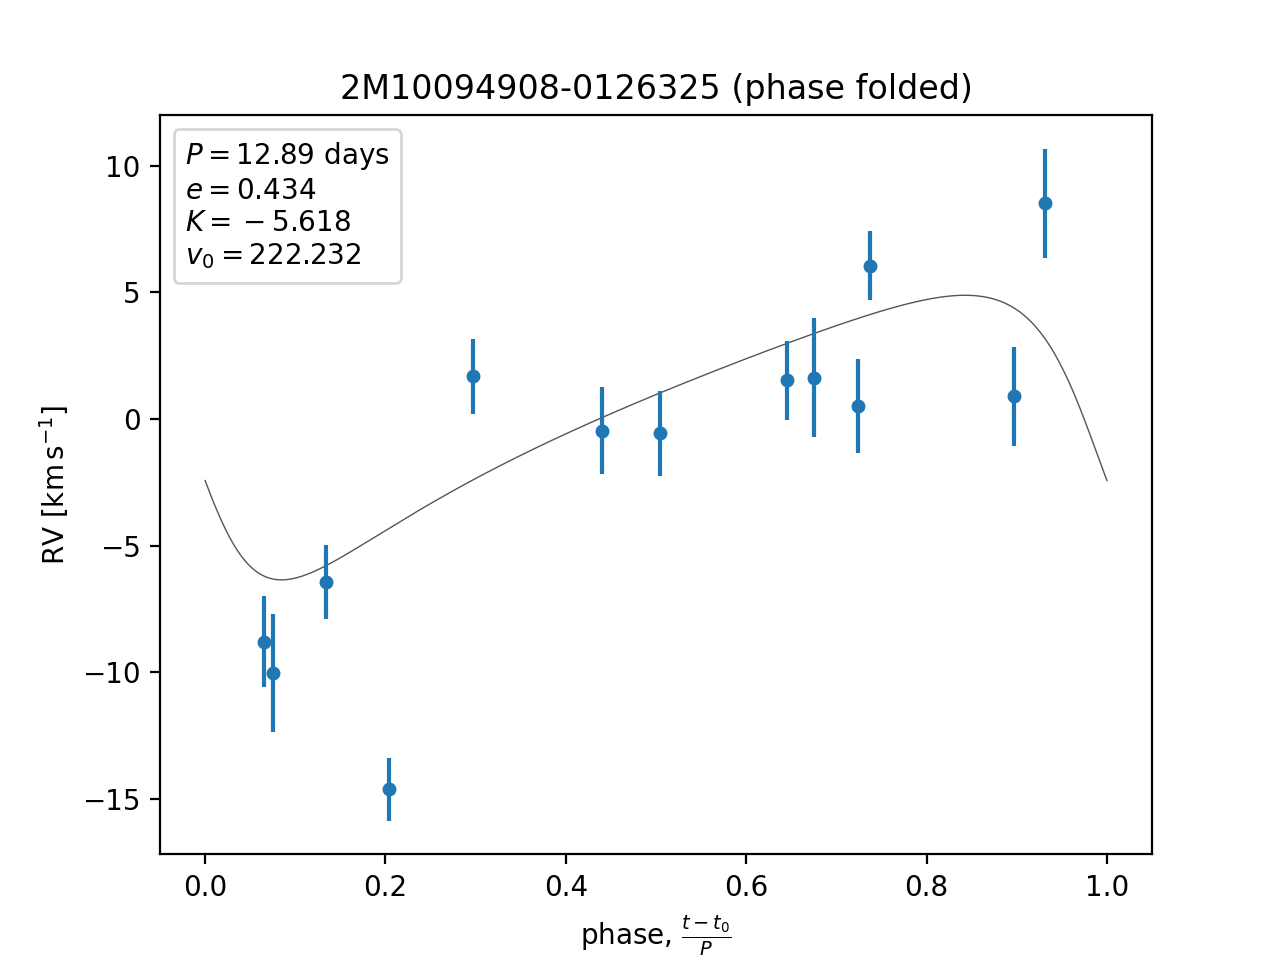 2M10094908-0126325 (phase folded)
P = 12.89 days
e = 0.434
K = −5.618
v₀ = 222.232
RV [km s⁻¹]
10
5
0
−5
−10
−15
0.0 0.2 0.4 0.6 0.8 1.0
phase, (t − t₀)/P